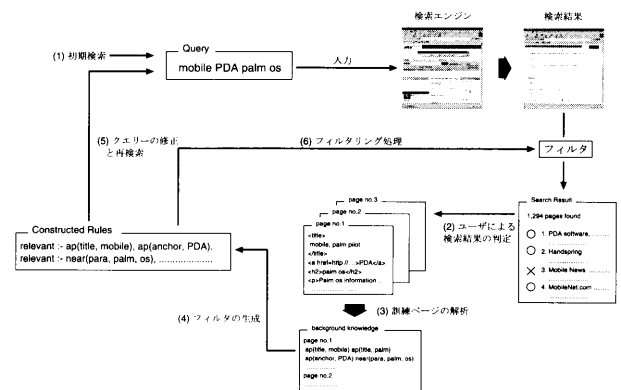 検索エンジン
検索結果
(1) 初期検索
Query
mobile PDA palm os
入力
(5) クエリーの修正
と再検索
(6) フィルタリング処理
フィルタ
Constructed Rules
relevant :- ap(title, mobile), ap(anchor, PDA).
relevant :- near(para, palm, os), ....................
page no.3
page no.2
page no.1
<title>
mobile, palm pilot
</title>
<a href=http:// ...>PDA</a>
<h2>palm os</h2>
<p>Palm os information ..
(2) ユーザによる
検索結果の判定
Search Result
1,294 pages found
1. PDA software, ......
2. Handspring
3. Mobile News
4. MobileNet.com
(3) 訓練ページの解析
(4) フィルタの生成
background knowledge
page no.1
ap(title, mobile) ap(title, palm)
ap(anchor, PDA) near(para, palm, os)
page no.2